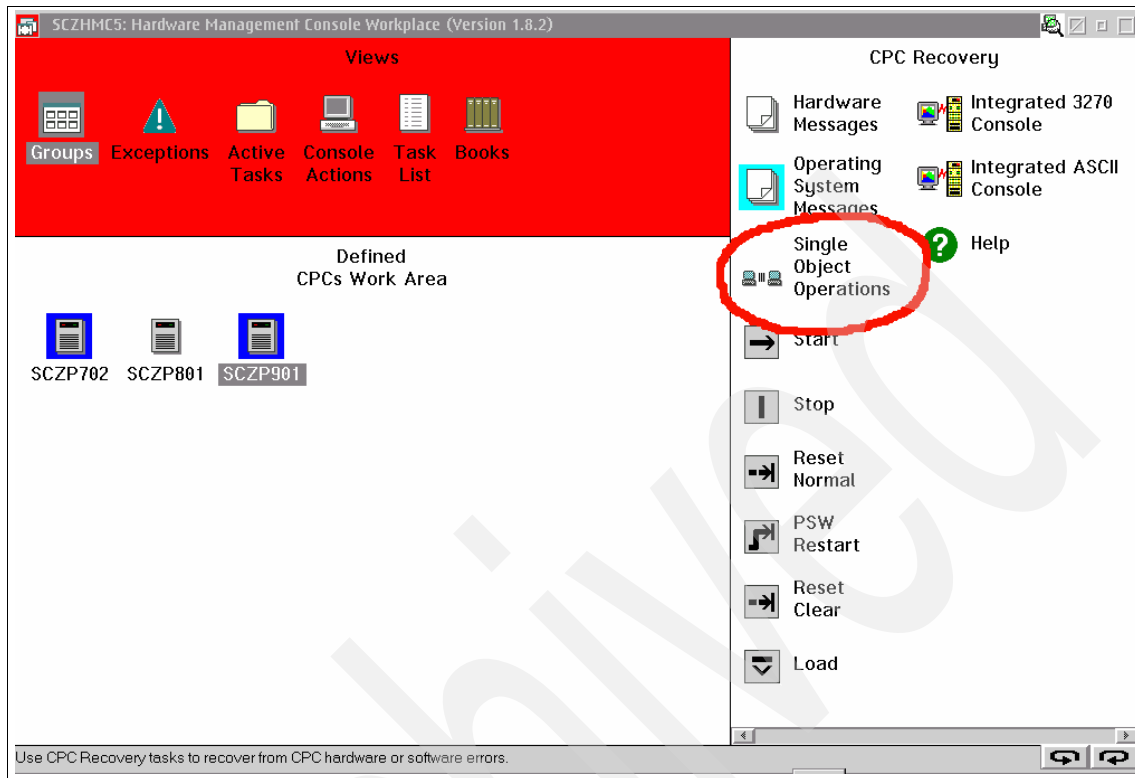 SCZHMC5: Hardware Management Console Workplace (Version 1.8.2)
Views
Groups
Exceptions
Active
Tasks
Console
Actions
Task
List
Books
Defined
CPCs Work Area
SCZP702
SCZP801
SCZP901
CPC Recovery
Hardware
Messages
Integrated 3270
Console
Operating
System
Messages
Integrated ASCII
Console
Single
Object
Operations
? Help
Start
Stop
Reset
Normal
PSW
Restart
Reset
Clear
Load
Use CPC Recovery tasks to recover from CPC hardware or software errors.